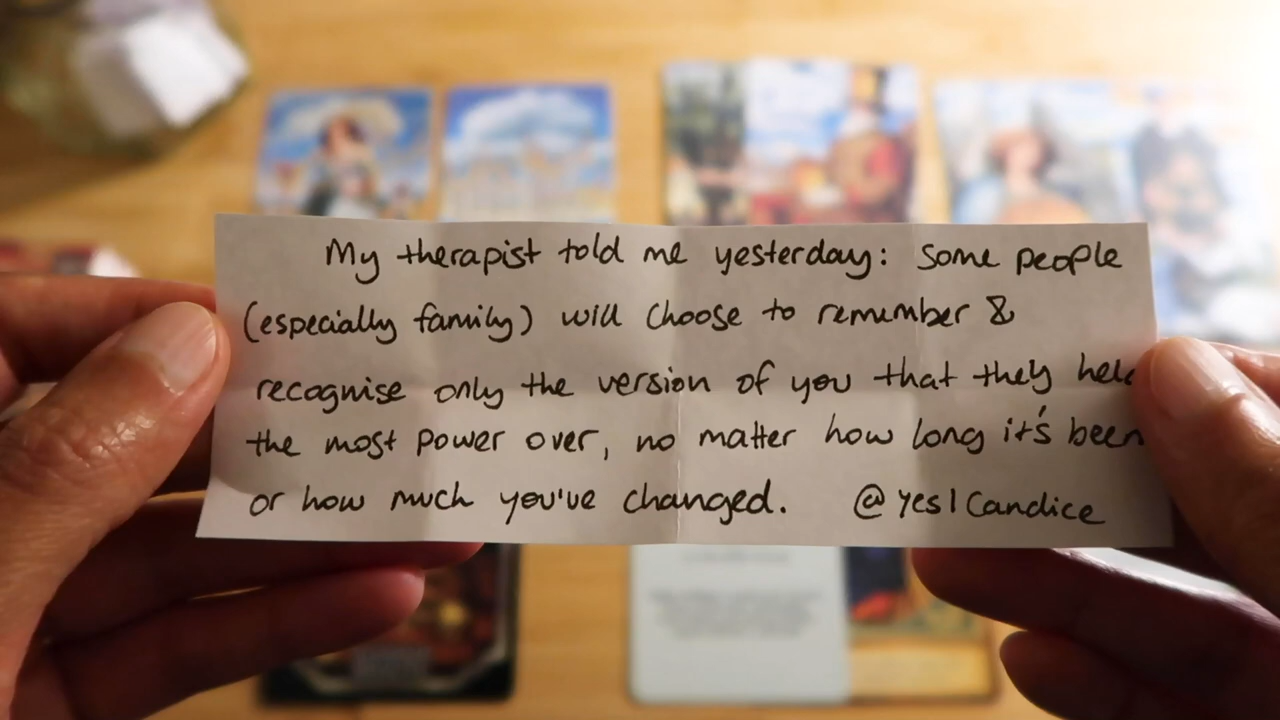 My therapist told me yesterday: Some people
(especially family) will choose to remember &
recognise only the version of you that they held
the most power over, no matter how long it's been
or how much you've changed. @yesICandice